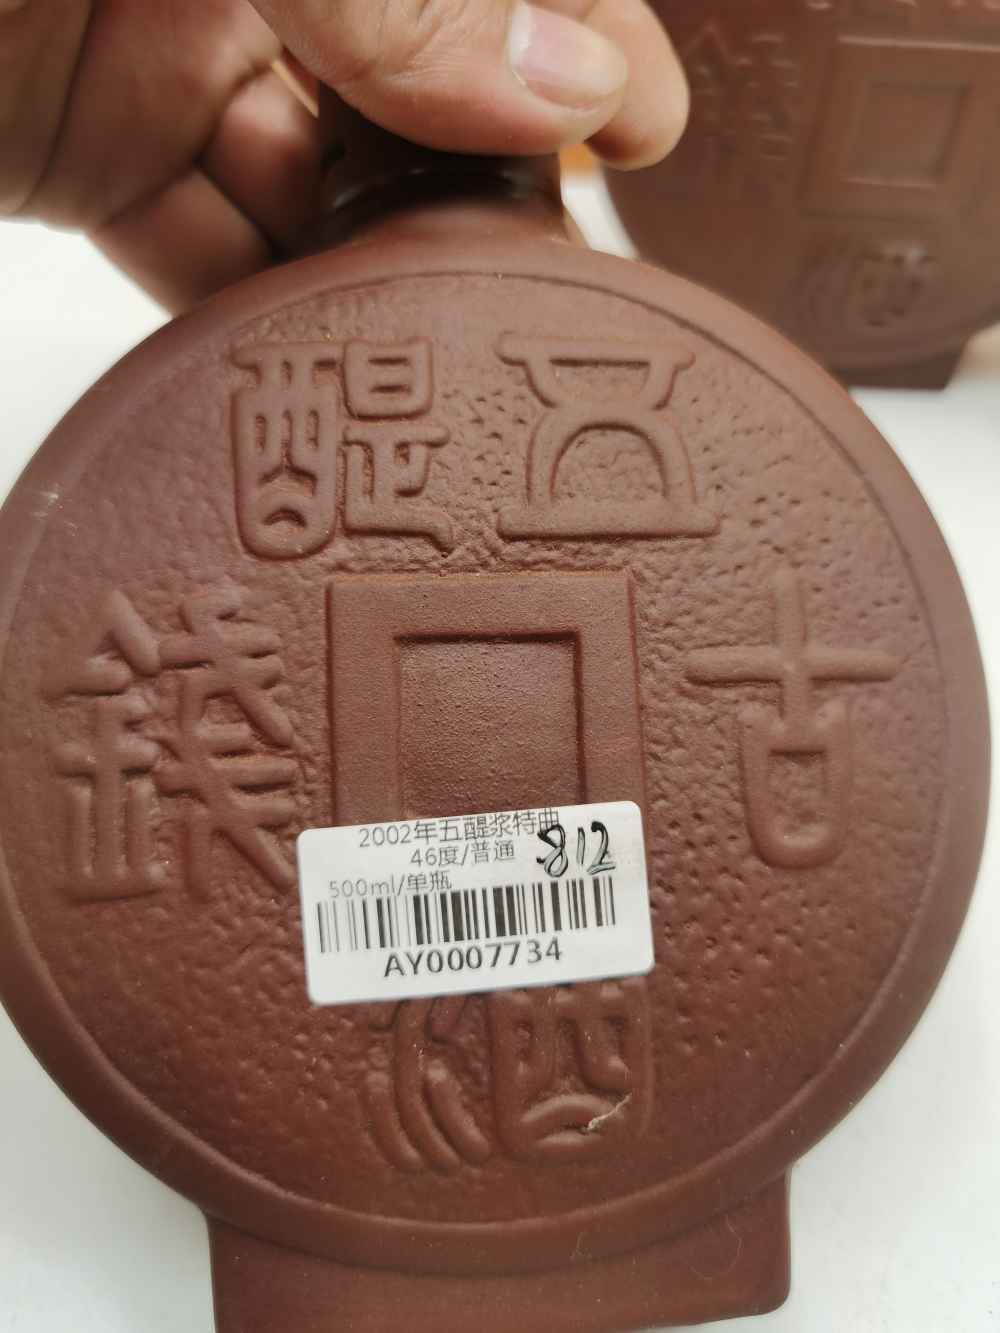 五醍
古
錢
酒
2002年五醍浆特曲
46度/普通
812
500ml/单瓶
AY0007734